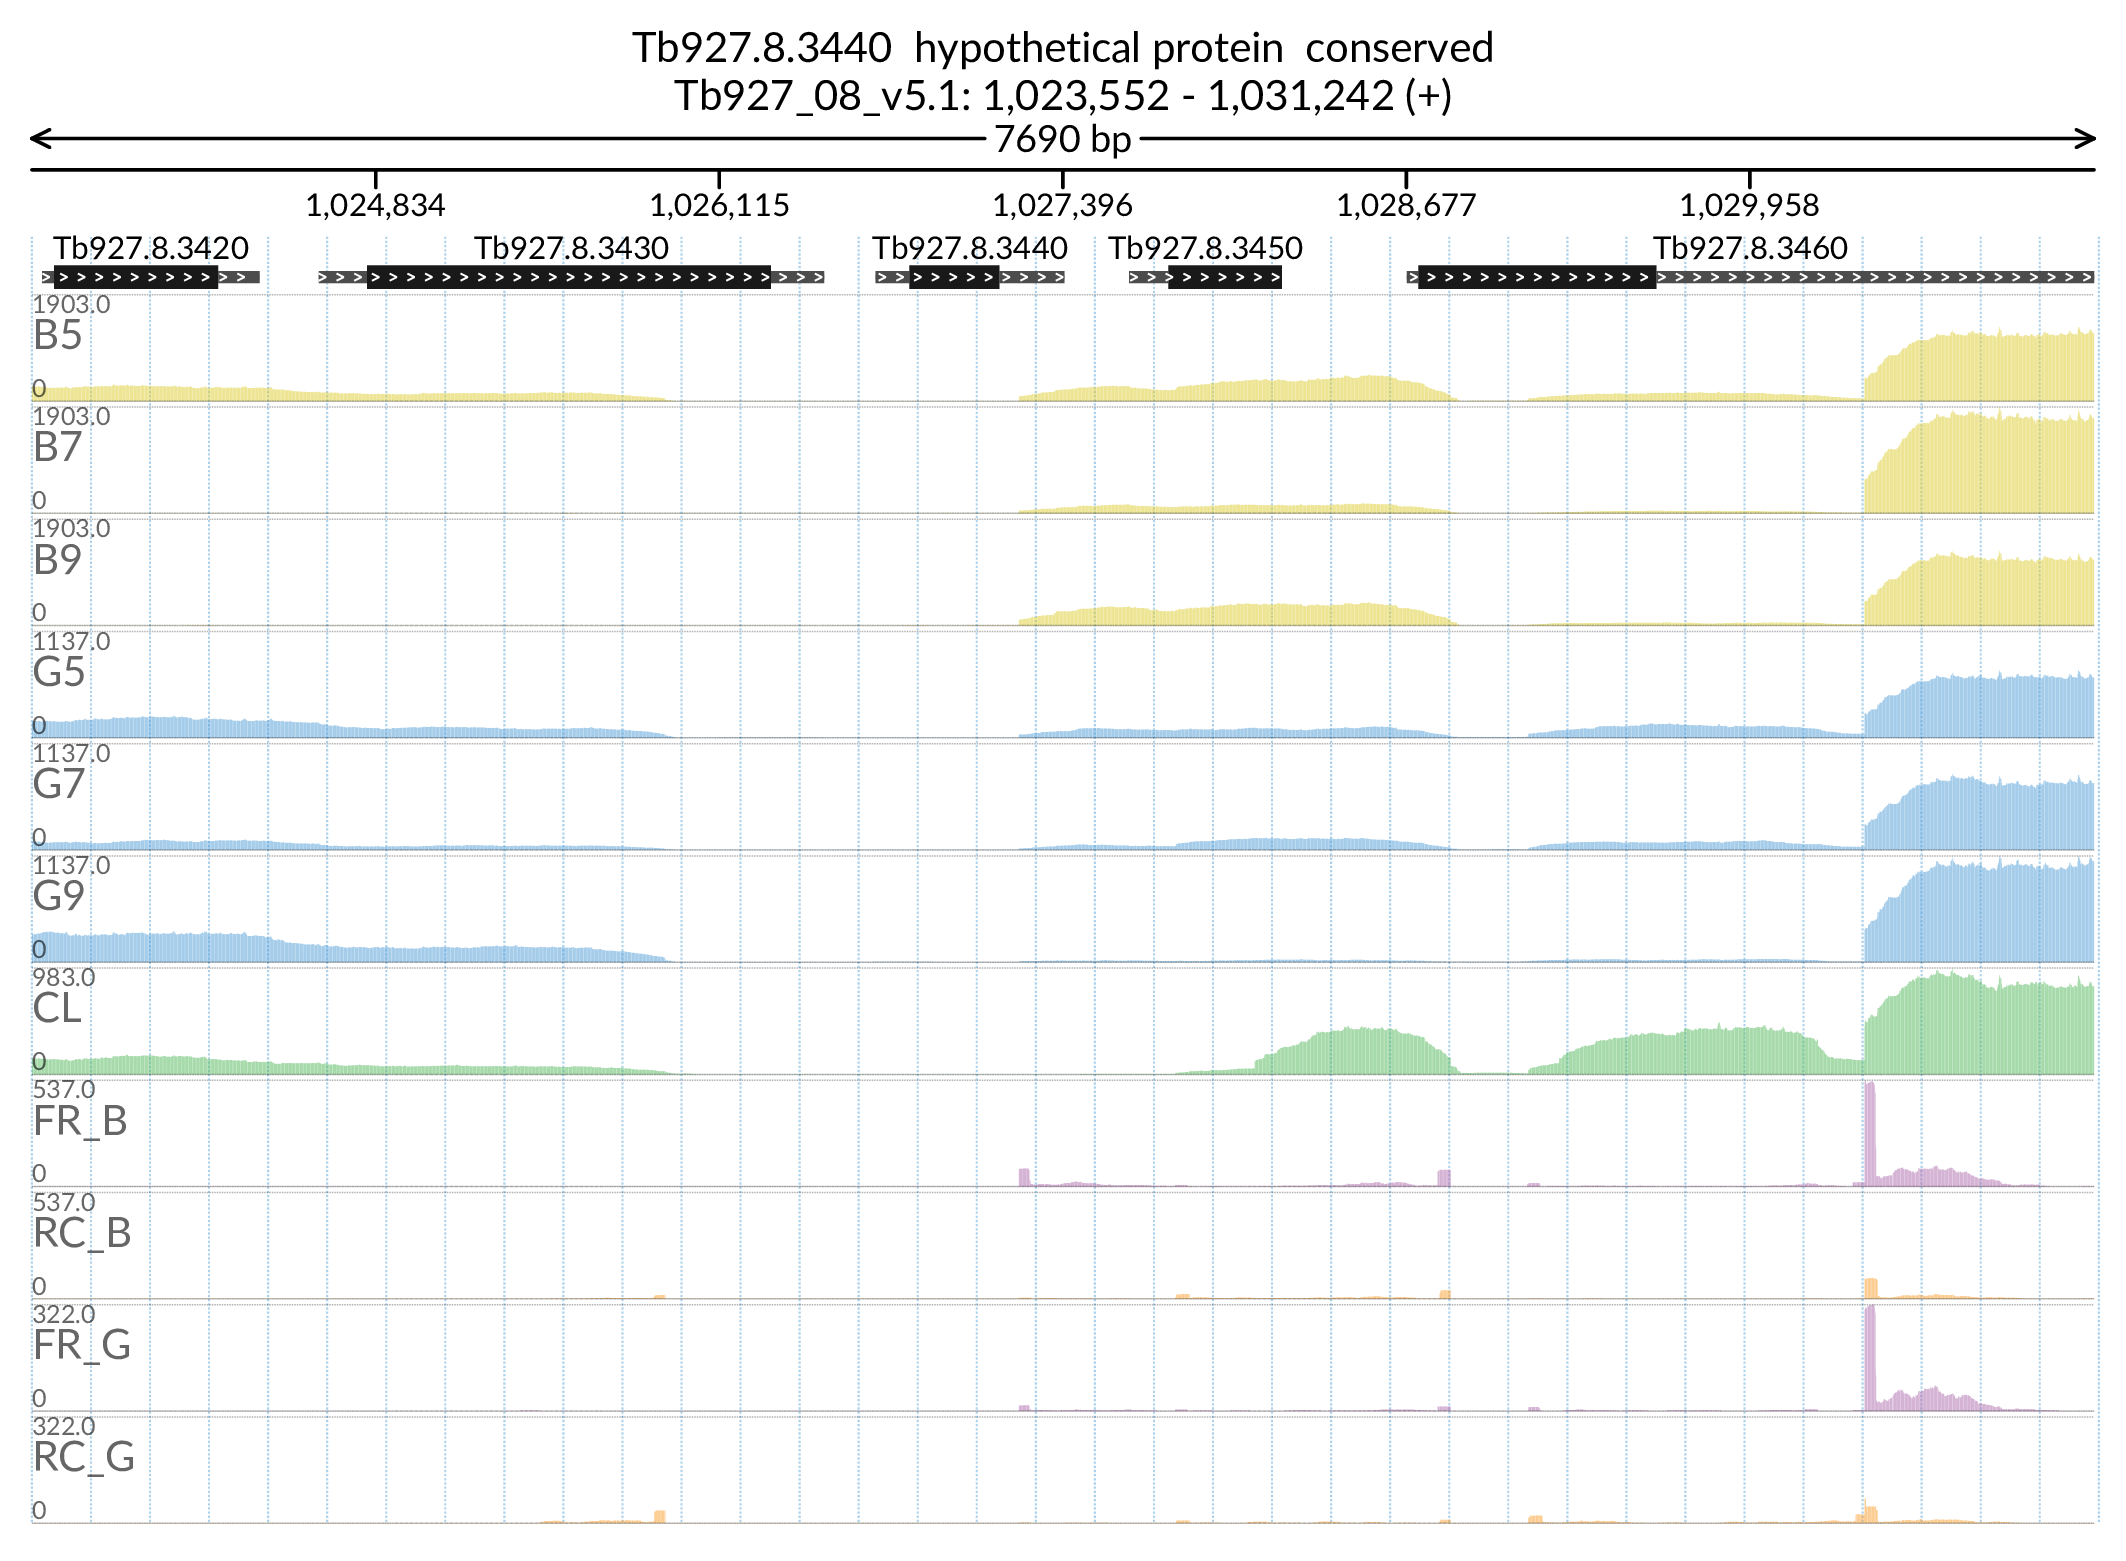 Tb927.8.3440  hypothetical protein  conserved
Tb927_08_v5.1: 1,023,552 - 1,031,242 (+)
7690 bp
1,024,834 1,026,115 1,027,396 1,028,677 1,029,958
Tb927.8.3420 Tb927.8.3430 Tb927.8.3440 Tb927.8.3450 Tb927.8.3460
1903.0
B5
0
1903.0
B7
0
1903.0
B9
0
1137.0
G5
0
1137.0
G7
0
1137.0
G9
0
983.0
CL
0
537.0
FR_B
0
537.0
RC_B
0
322.0
FR_G
0
322.0
RC_G
0